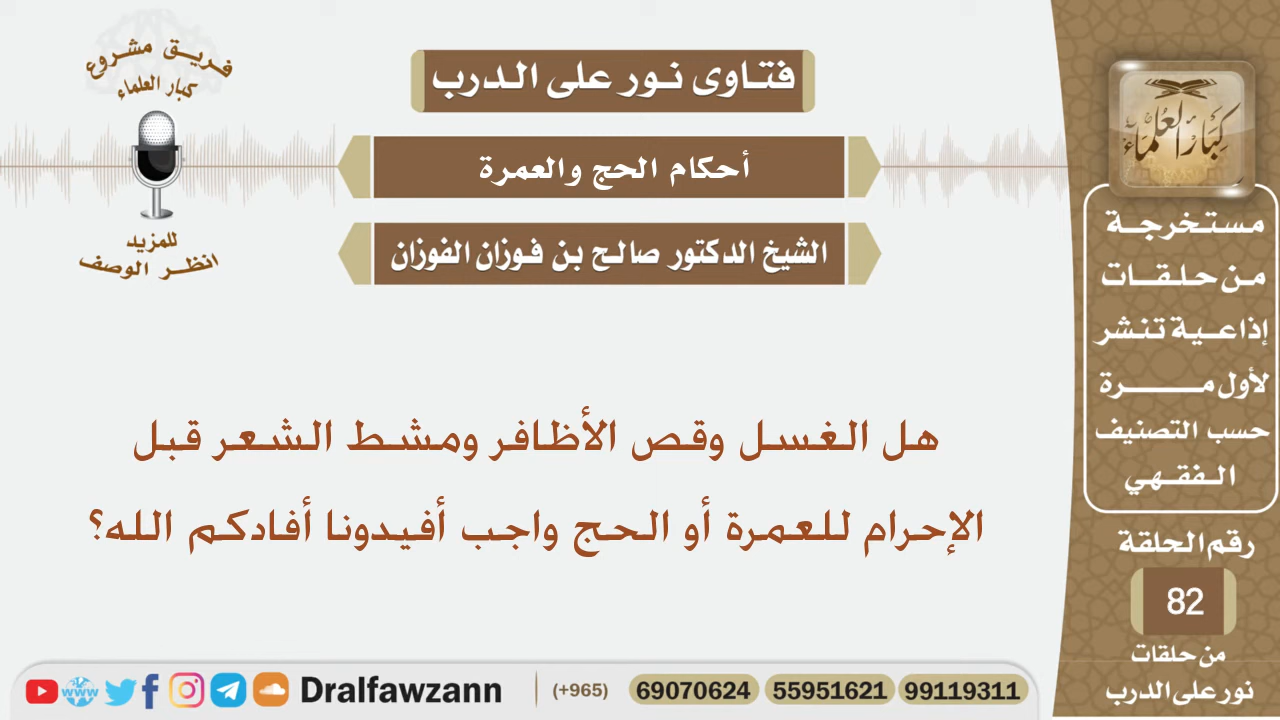 فريق مشروع
كبار العلماء
للمزيد
انظر الوصف
فتاوى نور على الدرب
أحكام الحج والعمرة
الشيخ الدكتور صالح بن فوزان الفوزان
هل الغسل وقص الأظافر ومشط الشعر قبل
الإحرام للعمرة أو الحج واجب أفيدونا أفادكم الله؟
كبار العلماء
مستخرجة
من حلقات
إذاعية تنشر
لأول مرة
حسب التصنيف
الفقهي
رقم الحلقة
82
من حلقات
نور على الدرب
www
Dralfawzann
(+965)
69070624
55951621
99119311